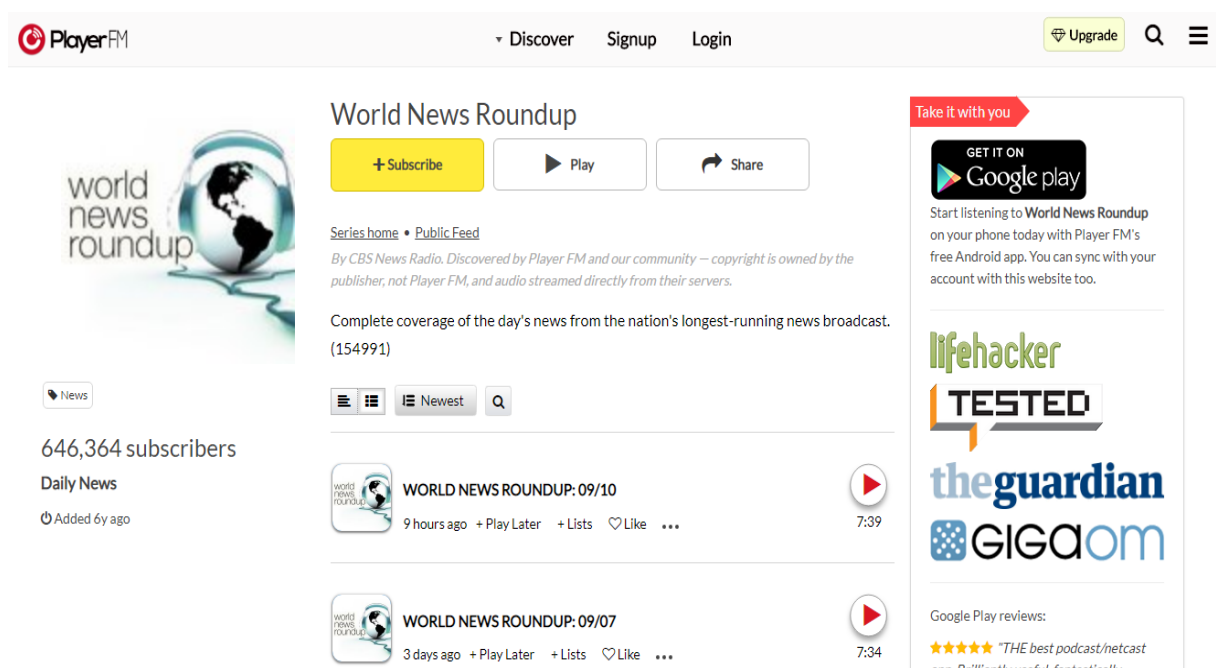 PlayerFM
Discover Signup Login
Upgrade
world
news
roundup
News
646,364 subscribers
Daily News
Added 6y ago
World News Roundup
+ Subscribe Play Share
Series home • Public Feed
By CBS News Radio. Discovered by Player FM and our community — copyright is owned by the
publisher, not Player FM, and audio streamed directly from their servers.
Complete coverage of the day's news from the nation's longest-running news broadcast.
(154991)
Newest
world
news
roundup
WORLD NEWS ROUNDUP: 09/10
9 hours ago + Play Later + Lists Like ...
7:39
world
news
roundup
WORLD NEWS ROUNDUP: 09/07
3 days ago + Play Later + Lists Like ...
7:34
Take it with you
GET IT ON
Google play
Start listening to World News Roundup
on your phone today with Player FM's
free Android app. You can sync with your
account with this website too.
lifehacker
TESTED
theguardian
GIGAOM
Google Play reviews:
"THE best podcast/netcast